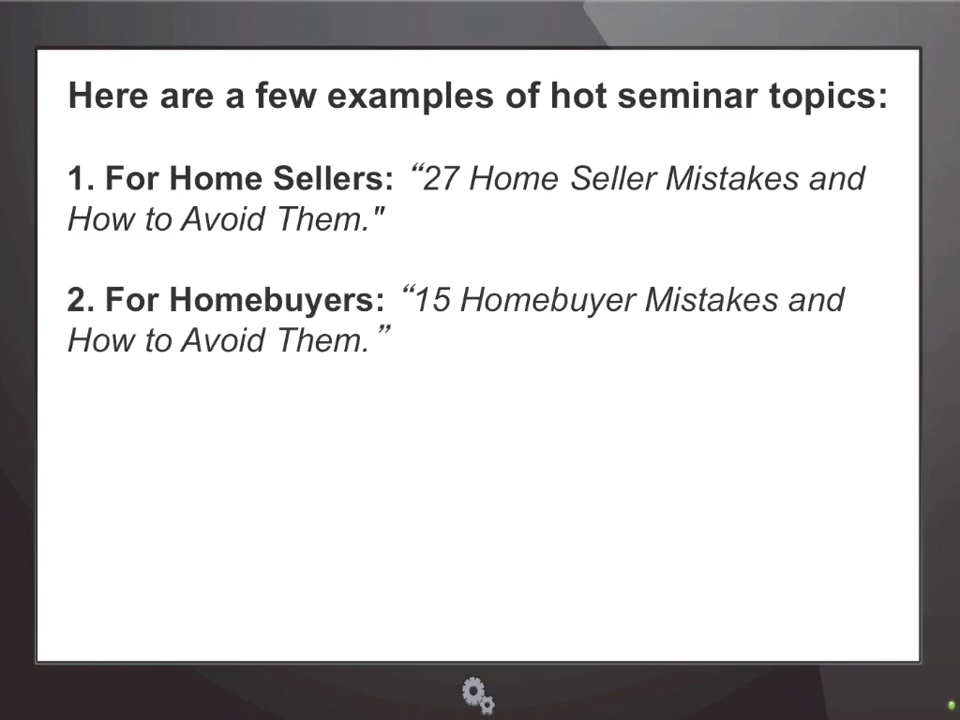 Here are a few examples of hot seminar topics:
1. For Home Sellers: “27 Home Seller Mistakes and
How to Avoid Them."
2. For Homebuyers: “15 Homebuyer Mistakes and
How to Avoid Them.”